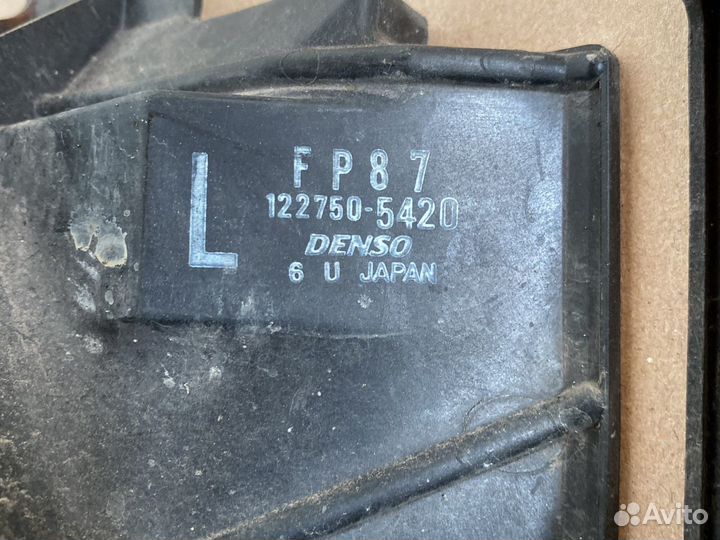 L
FP87
122750-5420
DENSO
6 U JAPAN
Avito